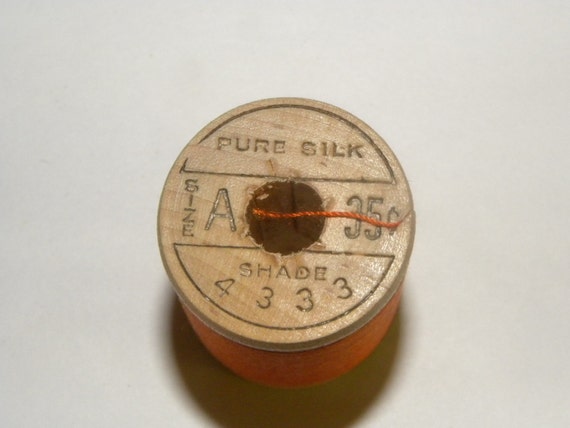 PURE SILK
SIZE A 35¢
SHADE
4333